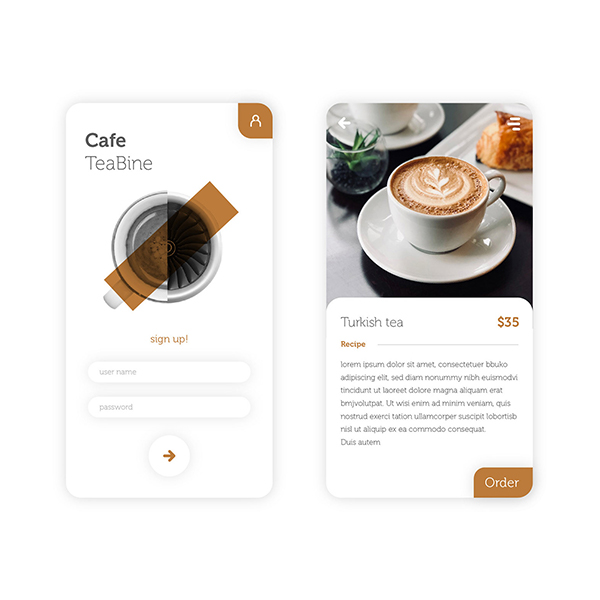 Cafe
TeaBine
sign up!
user name
password
Turkish tea
$35
Recipe
lorem ipsum dolor sit amet, consectetuer bbuko
adipiscing elit, sed diam nonummy nibh euismodvi
tincidunt ut laoreet dolore magna aliquam erat
bmjvolutpat. Ut wisi enim ad minim veniam, quis
nostrud exerci tation ullamcorper suscipit lobortisb
nisl ut aliquip ex ea commodo consequat.
Duis autem
Order